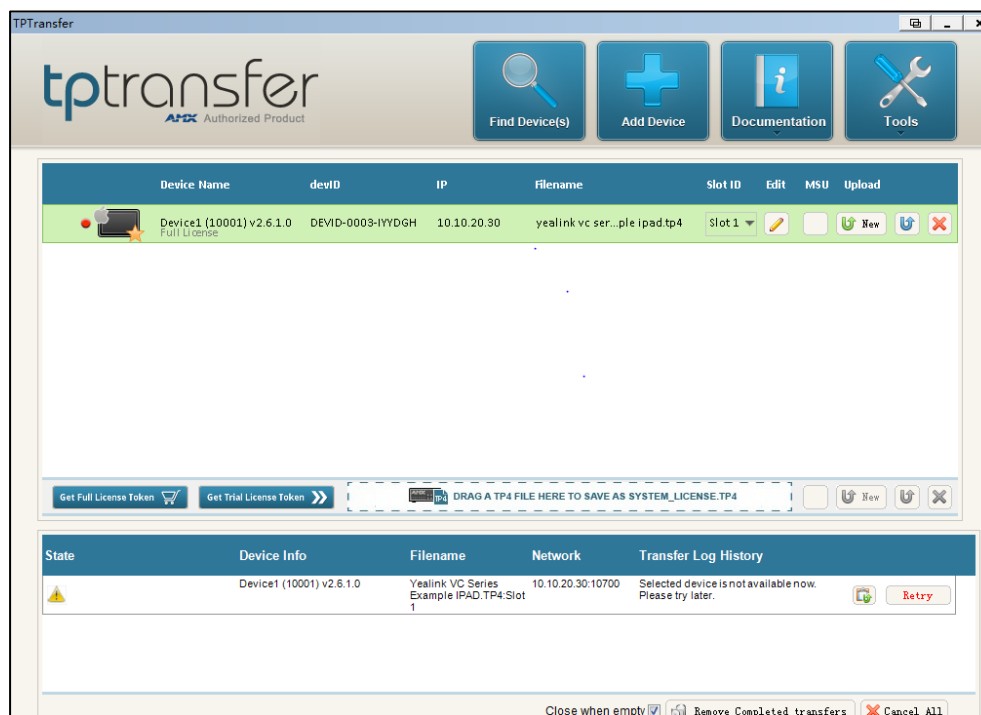 TPTransfer
tptransfer
AMX Authorized Product
Find Device(s)
Add Device
Documentation
Tools
Device Name devID IP Filename Slot ID Edit MSU Upload
Device1 (10001) v2.6.1.0 DEVID-0003-IYYDGH 10.10.20.30 yealink vc ser...ple ipad.tp4 Slot 1 New
Full License
Get Full License Token Get Trial License Token TP4 DRAG A TP4 FILE HERE TO SAVE AS SYSTEM_LICENSE.TP4 New
State Device Info Filename Network Transfer Log History
Device1 (10001) v2.6.1.0 Yealink VC Series 10.10.20.30:10700 Selected device is not available now.
Example IPAD.TP4:Slot Please try later.
1
Retry
Close when empty Remove Completed transfers Cancel All